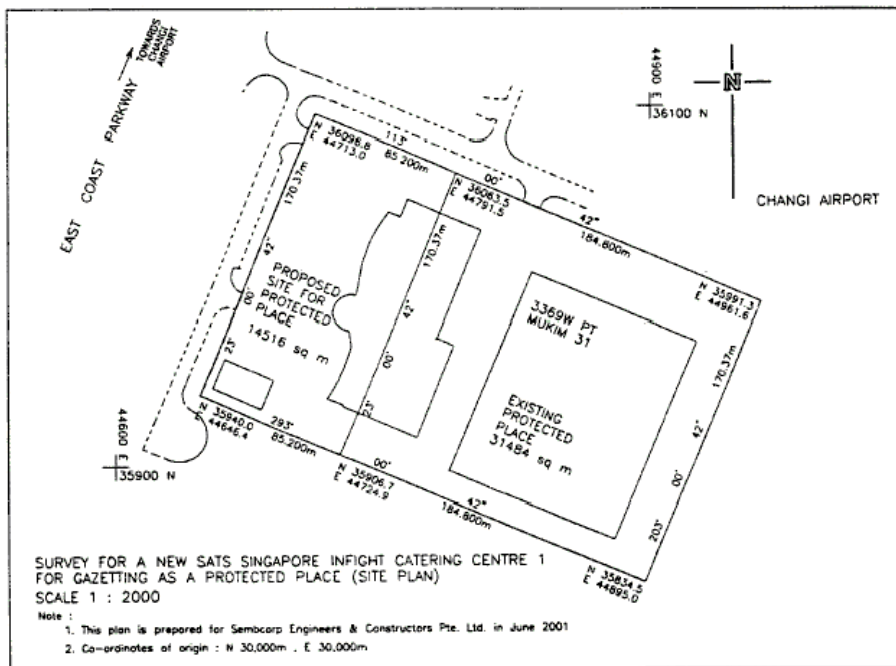 TOWARDS
CHANGI
AIRPORT
EAST COAST PARKWAY
44900 E
36100 N
N
CHANGI AIRPORT
N 36098.8
E 44713.0
113°
85.200m
00'
N 36063.5
E 44791.5
42"
184.800m
N 35991.3
E 44961.6
170.37m
42"
00'
23°
170.37m
42"
00'
23°
170.37m
42"
00'
203°
PROPOSED
SITE FOR
PROTECTED
PLACE
14516 sq m
3369W PT
MUKIM 31
EXISTING
PROTECTED
PLACE
31484 sq m
N 35940.0
E 44646.4
293°
85.200m
00'
N 35906.7
E 44724.9
42"
184.800m
N 35834.5
E 44895.0
44600 E
35900 N
SURVEY FOR A NEW SATS SINGAPORE INFIGHT CATERING CENTRE 1
FOR GAZETTING AS A PROTECTED PLACE (SITE PLAN)
SCALE 1 : 2000
Note :
1. This plan is prepared for Sembcorp Engineers & Constructors Pte. Ltd. in June 2001
2. Co-ordinates of origin : N 30,000m , E 30,000m